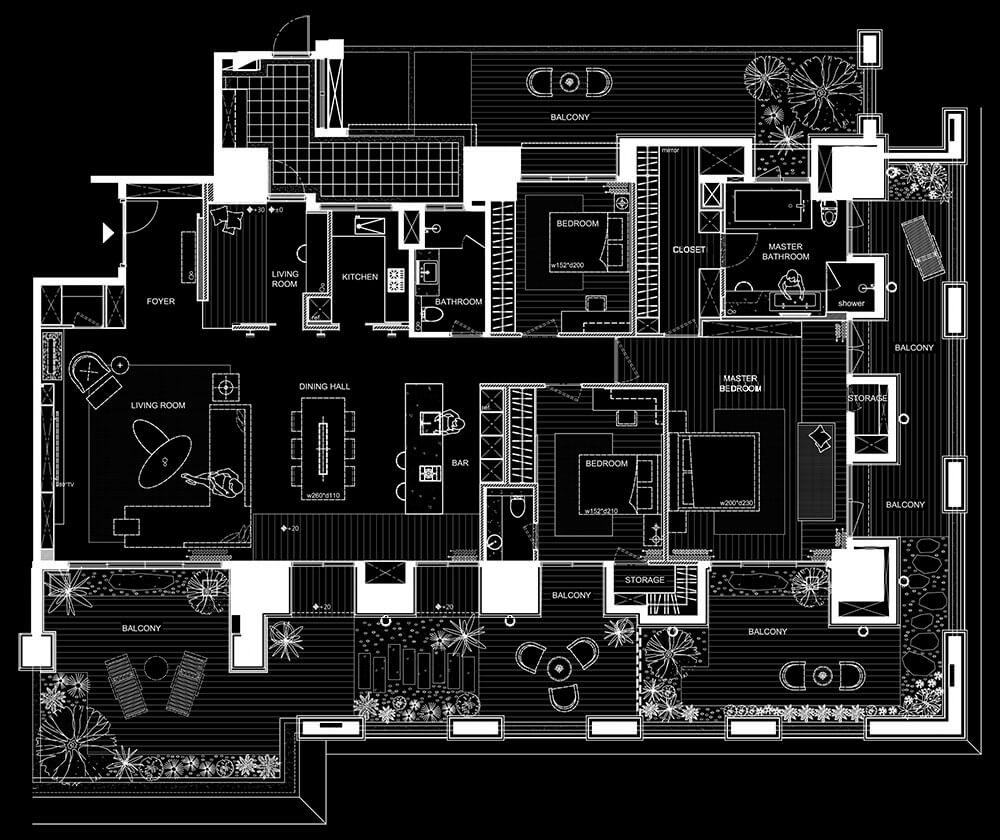 BALCONY
mirror
+30 ±0
BEDROOM
w152*d200
CLOSET
MASTER
BATHROOM
shower
LIVING
ROOM
KITCHEN
ref.
BATHROOM
FOYER
BALCONY
MASTER
BEDROOM
STORAGE
LIVING ROOM
DINING HALL
BAR
ref.
BEDROOM
w152*d210
w200*d230
w260*d110
BALCONY
+20
STORAGE
BALCONY
+20
+20
BALCONY
BALCONY